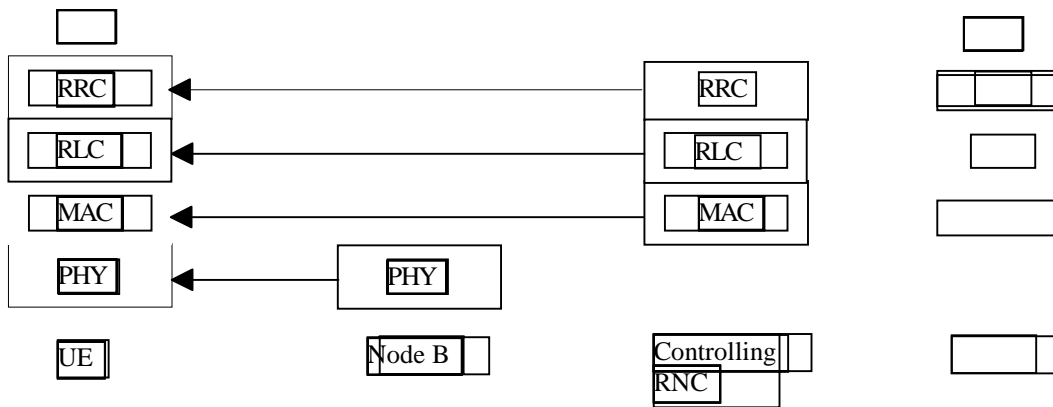 RRC RRC
RLC RLC
MAC MAC
PHY PHY
UE Node B Controlling
RNC